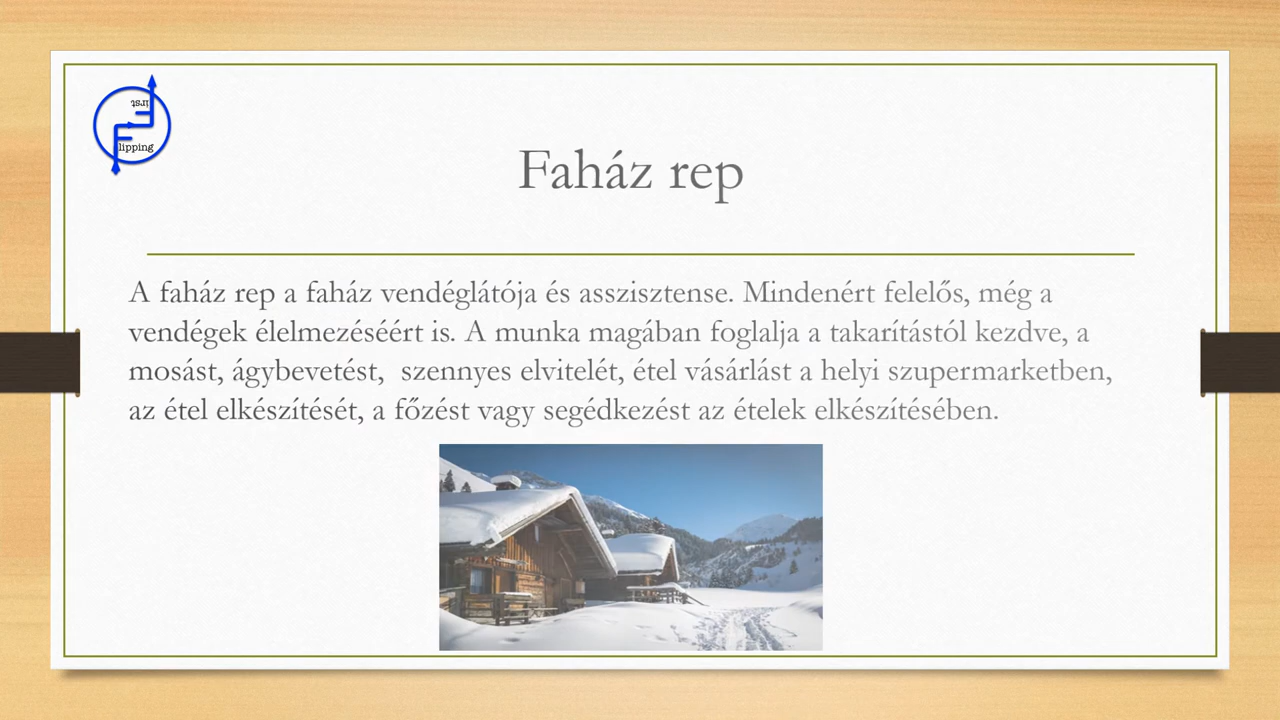 irst
lipping
Faház rep
A faház rep a faház vendéglátója és asszisztense. Mindenért felelős, még a
vendégek élelmezéséért is. A munka magában foglalja a takarítástól kezdve, a
mosást, ágybevetést,  szennyes elvitelét, étel vásárlást a helyi szupermarketben,
az étel elkészítését, a főzést vagy segédkezést az ételek elkészítésében.